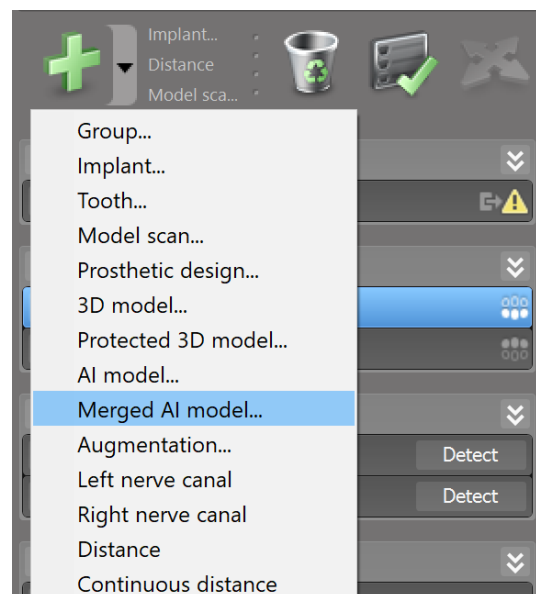 Implant...
Distance
Model sca...
Group...
Implant...
Tooth...
Model scan...
Prosthetic design...
3D model...
Protected 3D model...
AI model...
Merged AI model...
Augmentation...
Detect
Left nerve canal
Detect
Right nerve canal
Distance
Continuous distance